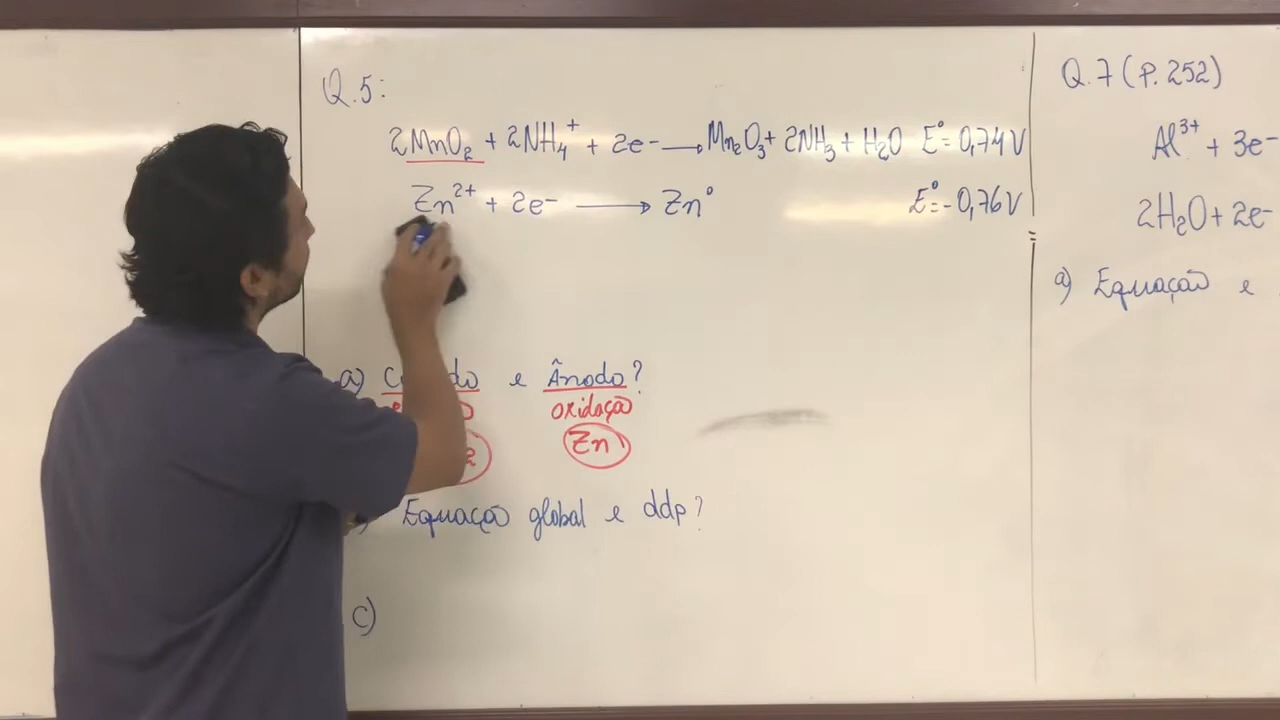 Q.5:
2MnO₂ + 2NH₄⁺ + 2e- → Mn₂O₃ + 2NH₃ + H₂O E°= 0,74V
Zn²⁺ + 2e- → Zn° E°= -0,76V
a) e Ânodo?
oxidação
Zn
Equação global e ddp?
c)
Q.7 (P.252)
Al³⁺ + 3e-
2H₂O + 2e-
a) Equação e